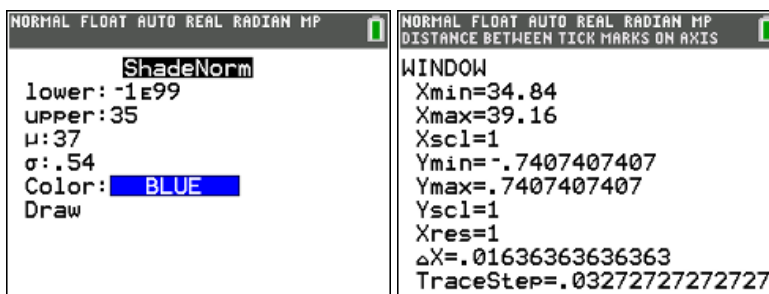 NORMAL FLOAT AUTO REAL RADIAN MP
ShadeNorm
lower:-1E99
upper:35
μ:37
σ:.54
Color: BLUE
Draw
NORMAL FLOAT AUTO REAL RADIAN MP
DISTANCE BETWEEN TICK MARKS ON AXIS
WINDOW
Xmin=34.84
Xmax=39.16
Xscl=1
Ymin=-.7407407407
Ymax=.7407407407
Yscl=1
Xres=1
△X=.01636363636363
TraceStep=.03272727272727